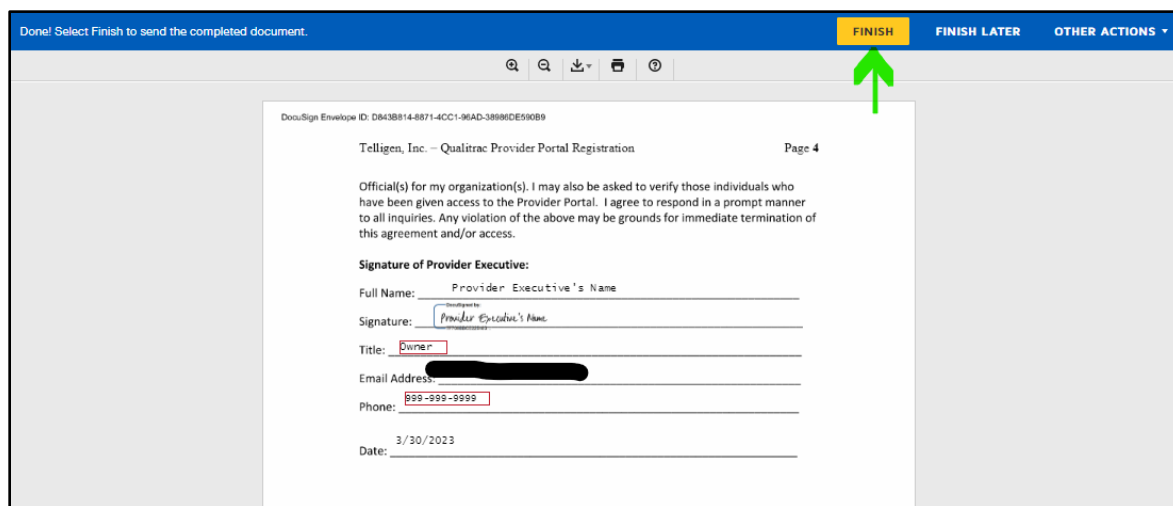 Done! Select Finish to send the completed document.
FINISH
FINISH LATER
OTHER ACTIONS
DocuSign Envelope ID: D843B814-8871-4CC1-96AD-38986DE590B9
Telligen, Inc. – Qualitrac Provider Portal Registration Page 4
Official(s) for my organization(s). I may also be asked to verify those individuals who
have been given access to the Provider Portal. I agree to respond in a prompt manner
to all inquiries. Any violation of the above may be grounds for immediate termination of
this agreement and/or access.
Signature of Provider Executive:
Full Name: Provider Executive's Name
DocuSigned by:
Signature: Provider Executive's Name
Title: Owner
Email Address:
Phone: 999-999-9999
Date: 3/30/2023